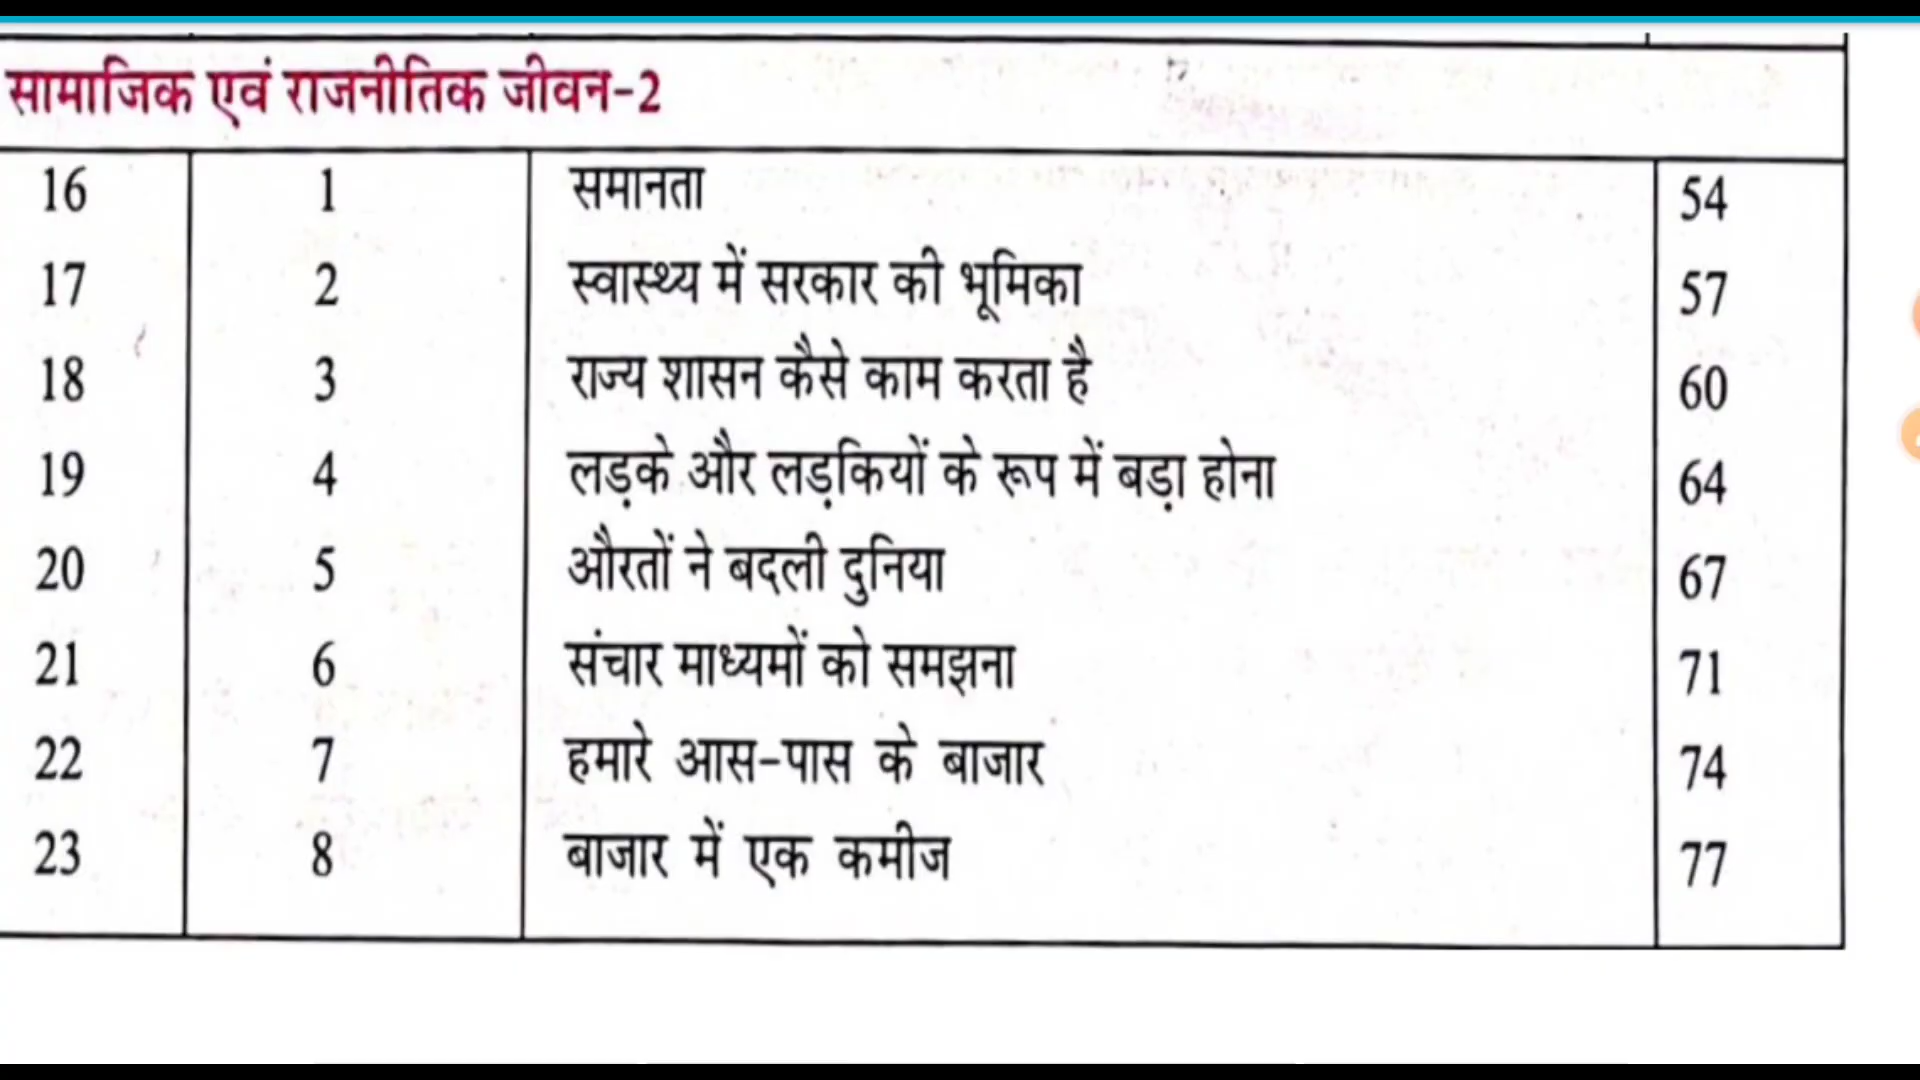 सामाजिक एवं राजनीतिक जीवन-2
16 1 समानता 54
17 2 स्वास्थ्य में सरकार की भूमिका 57
18 3 राज्य शासन कैसे काम करता है 60
19 4 लड़के और लड़कियों के रूप में बड़ा होना 64
20 5 औरतों ने बदली दुनिया 67
21 6 संचार माध्यमों को समझना 71
22 7 हमारे आस-पास के बाजार 74
23 8 बाजार में एक कमीज 77